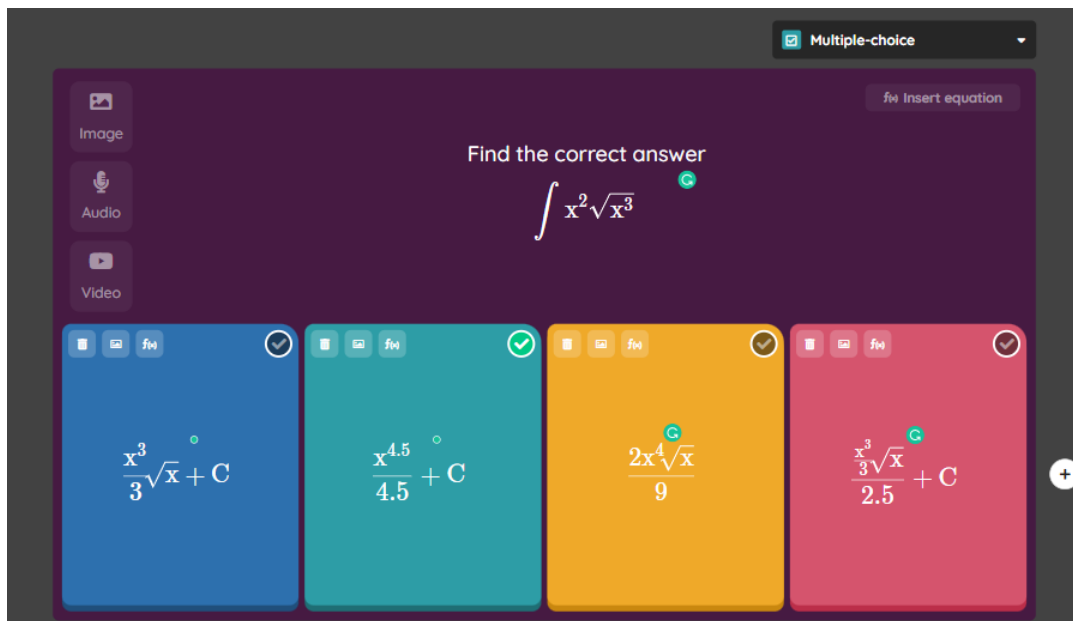 Multiple-choice
Image
f(x) Insert equation
Find the correct answer
∫ x²√x³
Audio
Video
f(x)
f(x)
f(x)
f(x)
x³/3 √x + C
x^4.5/4.5 + C
2x⁴√x/9
x³/3 √x/2.5 + C